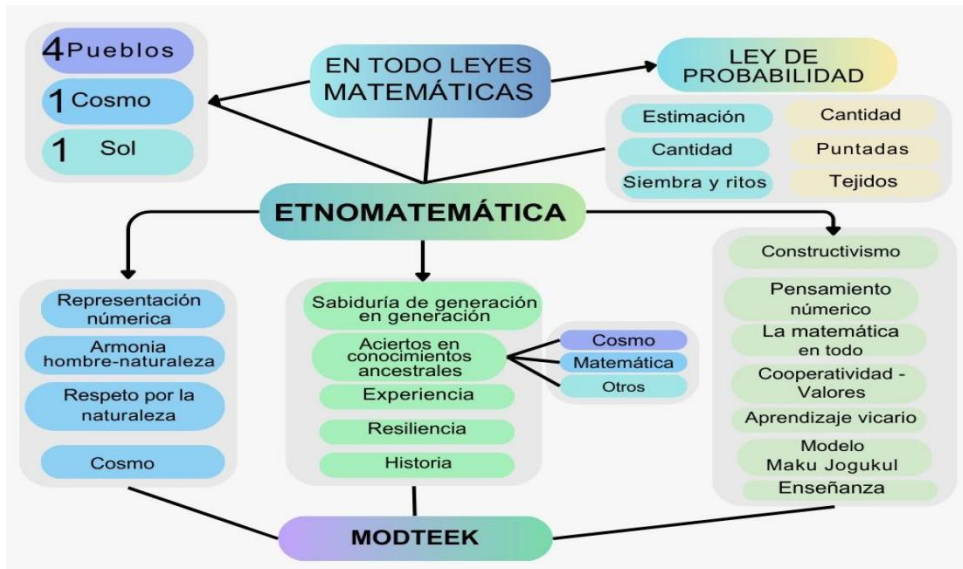 4 Pueblos
1 Cosmo
1 Sol
EN TODO LEYES
MATEMÁTICAS
LEY DE
PROBABILIDAD
Estimación
Cantidad
Siembra y ritos
Cantidad
Puntadas
Tejidos
ETNOMATEMÁTICA
Representación
númerica
Armonia
hombre-naturaleza
Respeto por la
naturaleza
Cosmo
Sabiduría de generación
en generación
Aciertos en
conocimientos
ancestrales
Experiencia
Resiliencia
Historia
Cosmo
Matemática
Otros
Constructivismo
Pensamiento
númerico
La matemática
en todo
Cooperatividad -
Valores
Aprendizaje vicario
Modelo
Maku Jogukul
Enseñanza
MODTEEK